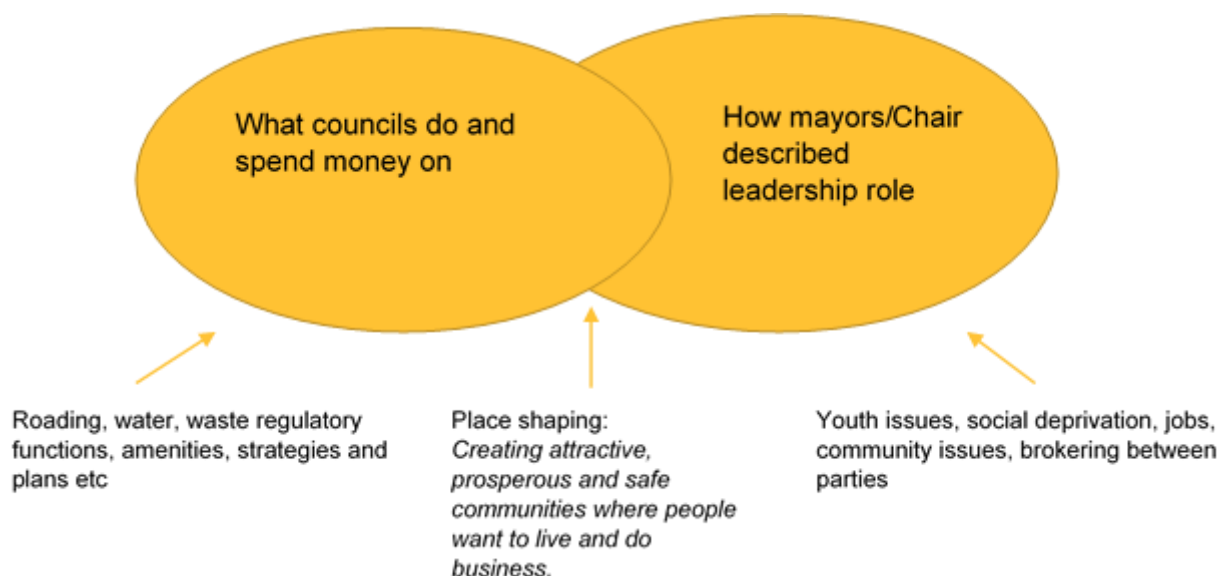 What councils do and
spend money on
How mayors/Chair
described
leadership role
Roading, water, waste regulatory
functions, amenities, strategies and
plans etc
Place shaping:
Creating attractive,
prosperous and safe
communities where people
want to live and do
business.
Youth issues, social deprivation, jobs,
community issues, brokering between
parties